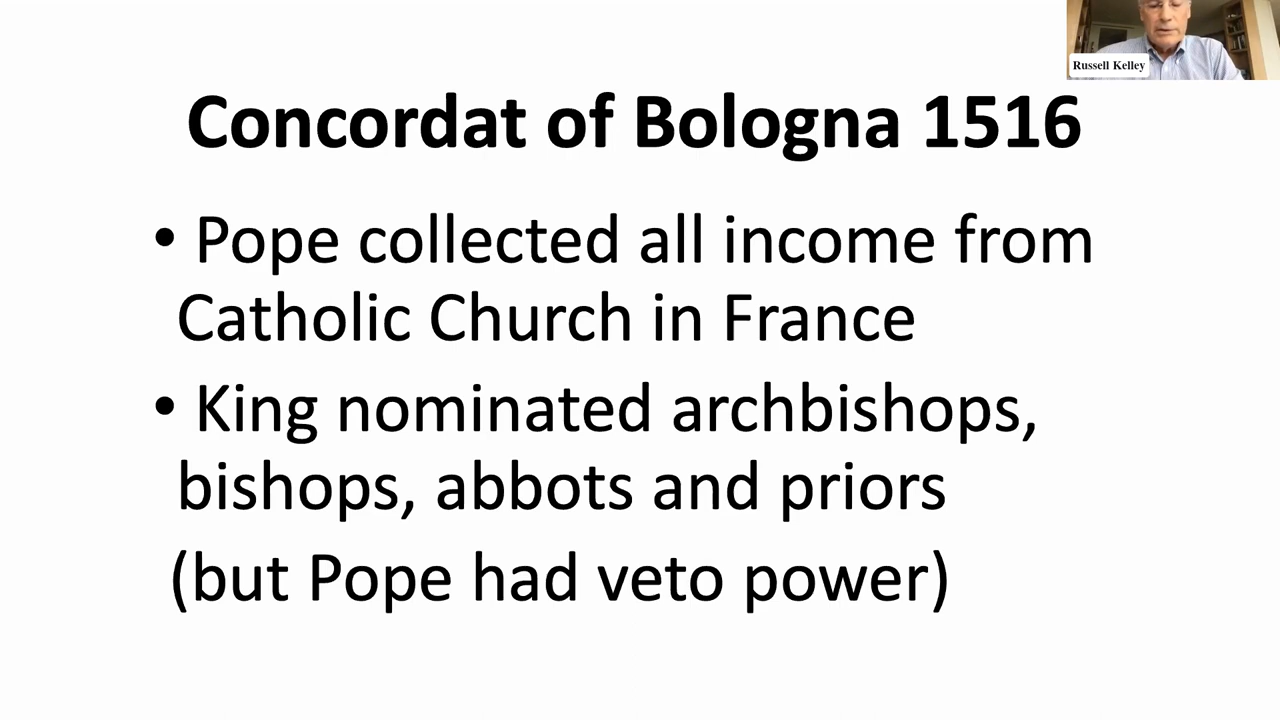 Russell Kelley
Concordat of Bologna 1516
• Pope collected all income from
Catholic Church in France
• King nominated archbishops,
bishops, abbots and priors
(but Pope had veto power)